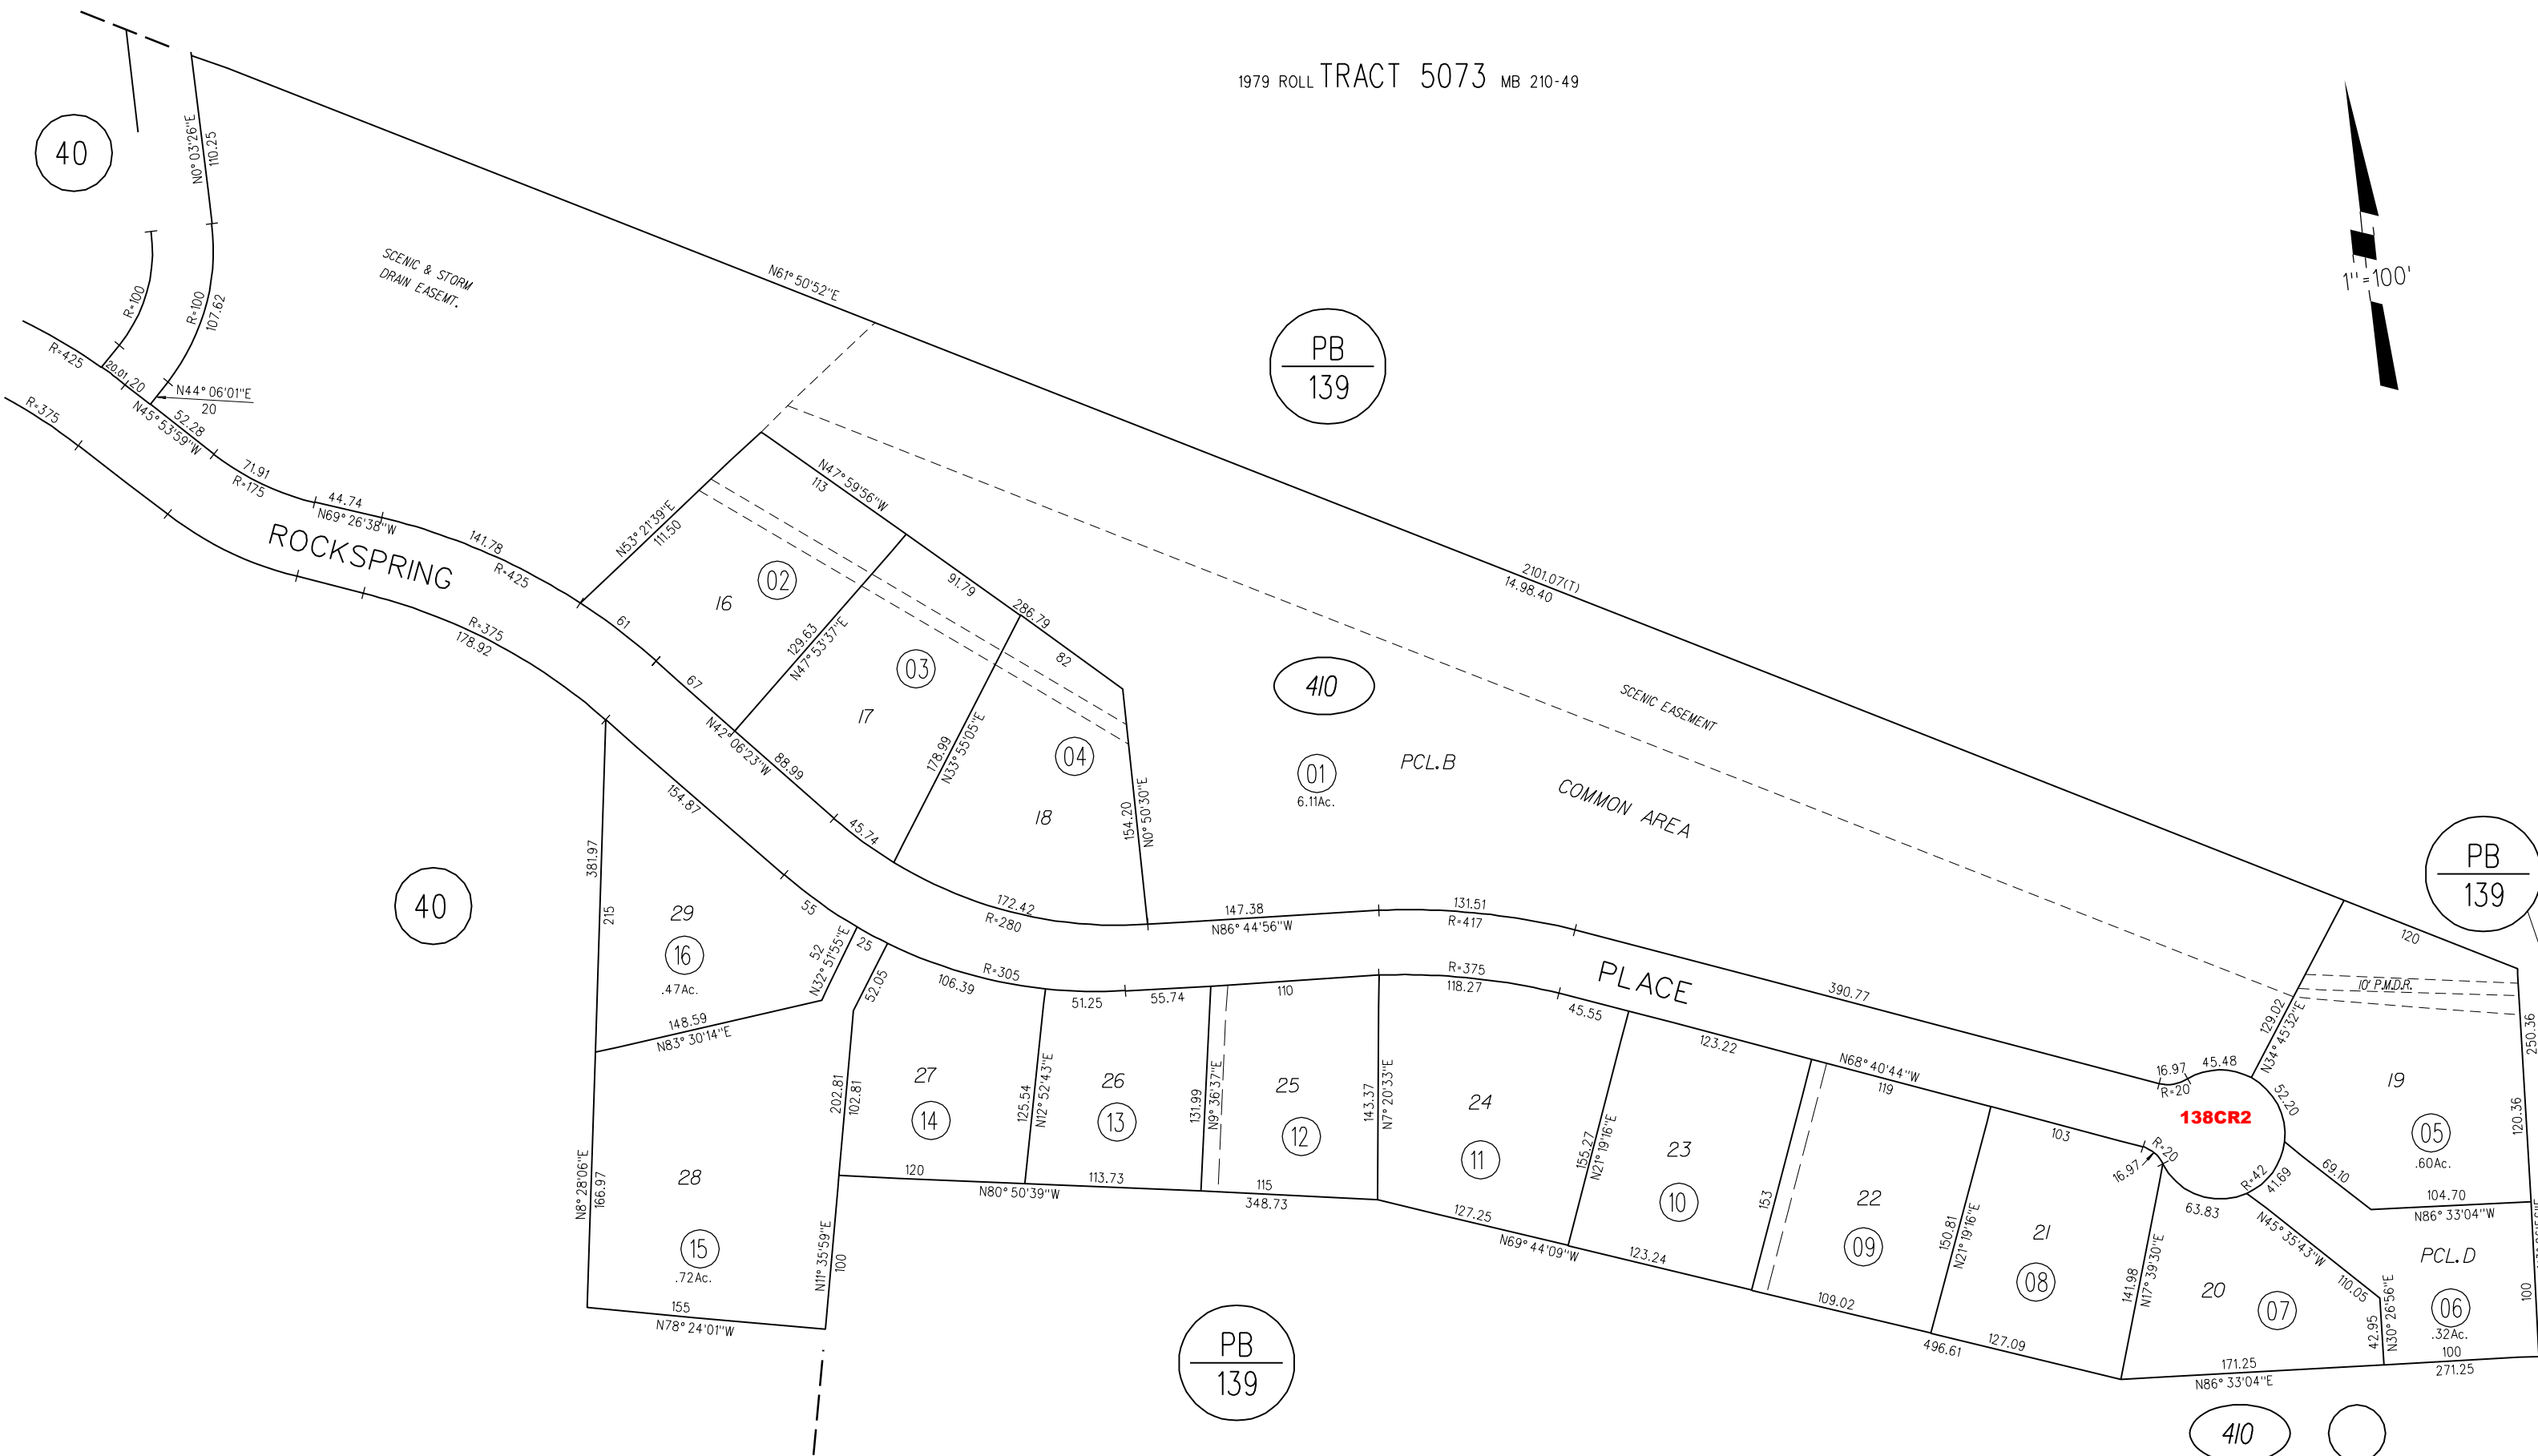 1979 ROLL TRACT 5073 MB 210-49
40
N0° 03'26"E
110.25
R=100
R=100
107.62
SCENIC & STORM
DRAIN EASEMT.
N61° 50'52"E
PB
139
1"=100'
R=425
R=375
20.01
20
N44° 06'01"E
20
52.28
N45° 53'59"W
71.91
R=175
44.74
N69° 26'38"W
ROCKSPRING
141.78
R=425
R=375
178.92
N53° 21'39"E
111.50
N47° 59'56"W
113
02
16
61
67
129.63
N47° 53'37"E
91.79
286.79
82
03
17
N42° 06'23"W
88.99
45.74
178.99
N33° 55'05"E
04
18
154.20
N0° 50'30"E
2101.07(T)
14.98.40
410
01
6.11Ac.
PCL.B
SCENIC EASEMENT
COMMON AREA
PB
139
40
154.87
381.97
215
29
16
.47Ac.
55
25
52
N32° 51'55"E
52.05
148.59
N83° 30'14"E
172.42
R=280
R=305
106.39
51.25
55.74
147.38
N86° 44'56"W
110
131.51
R=417
R=375
118.27
PLACE
45.55
390.77
123.22
N68° 40'44"W
119
103
120
10' P.M.D.R.
129.02
N34° 45'32"E
250.36
16.97
R=20
45.48
52.20
138CR2
R=20
16.97
R=42
41.69
63.83
69.10
19
05
.60Ac.
120.36
104.70
N86° 33'04"W
28
15
.72Ac.
N8° 28'06"E
166.97
155
N78° 24'01"W
202.81
102.81
N11° 35'59"E
100
27
14
120
125.54
N12° 52'43"E
26
13
113.73
N80° 50'39"W
131.99
N9° 36'37"E
25
12
115
348.73
143.37
N7° 20'33"E
24
11
127.25
155.27
N21° 19'16"E
N69° 44'09"W
23
10
123.24
153
22
09
109.02
150.81
N21° 19'16"E
21
08
127.09
496.61
141.98
N17° 39'30"E
20
07
N45° 35'43"W
110.05
42.95
N30° 26'56"E
PCL.D
06
.32Ac.
100
100
271.25
171.25
N86° 33'04"E
PB
139
410